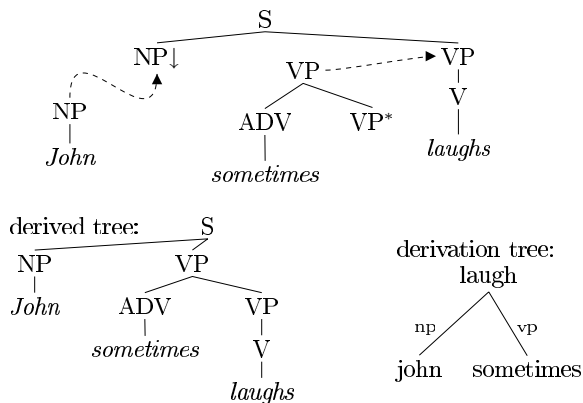 S
NP↓ VP VP
NP V
ADV VP*
John laughs
sometimes
derived tree: S
NP VP
John ADV VP
sometimes V
laughs
derivation tree:
laugh
np vp
john sometimes